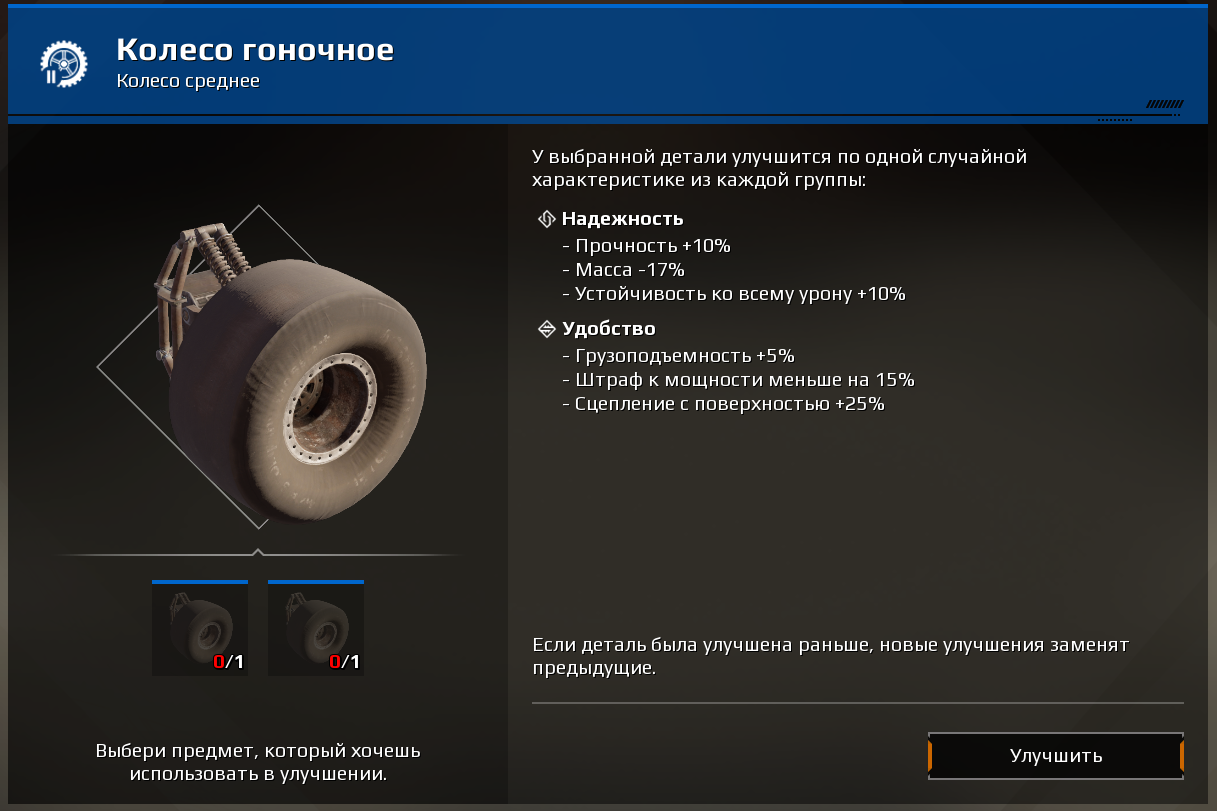 Колесо гоночное
Колесо среднее
У выбранной детали улучшится по одной случайной
характеристике из каждой группы:
Надежность
- Прочность +10%
- Масса -17%
- Устойчивость ко всему урону +10%
Удобство
- Грузоподъемность +5%
- Штраф к мощности меньше на 15%
- Сцепление с поверхностью +25%
0/1
0/1
Выбери предмет, который хочешь
использовать в улучшении.
Если деталь была улучшена раньше, новые улучшения заменят
предыдущие.
Улучшить